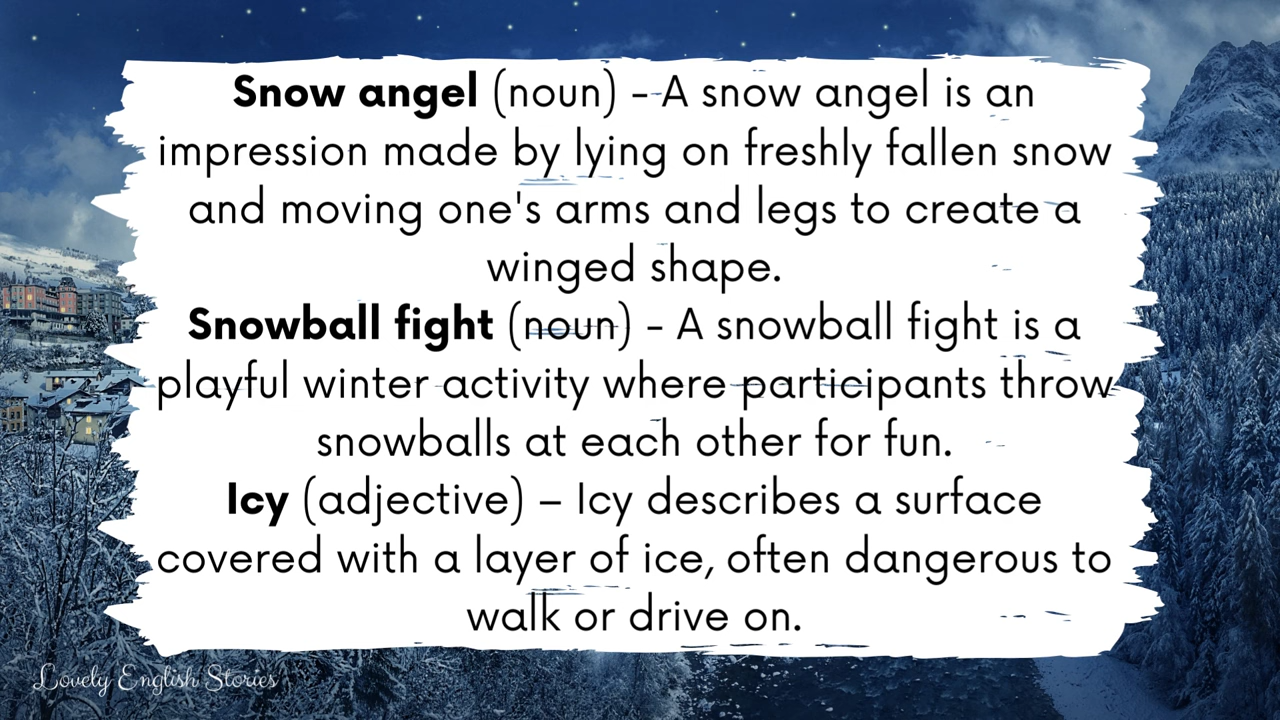 Snow angel (noun) - A snow angel is an
impression made by lying on freshly fallen snow
and moving one's arms and legs to create a
winged shape.
Snowball fight (noun) - A snowball fight is a
playful winter activity where participants throw
snowballs at each other for fun.
Icy (adjective) – Icy describes a surface
covered with a layer of ice, often dangerous to
walk or drive on.
Lovely English Stories